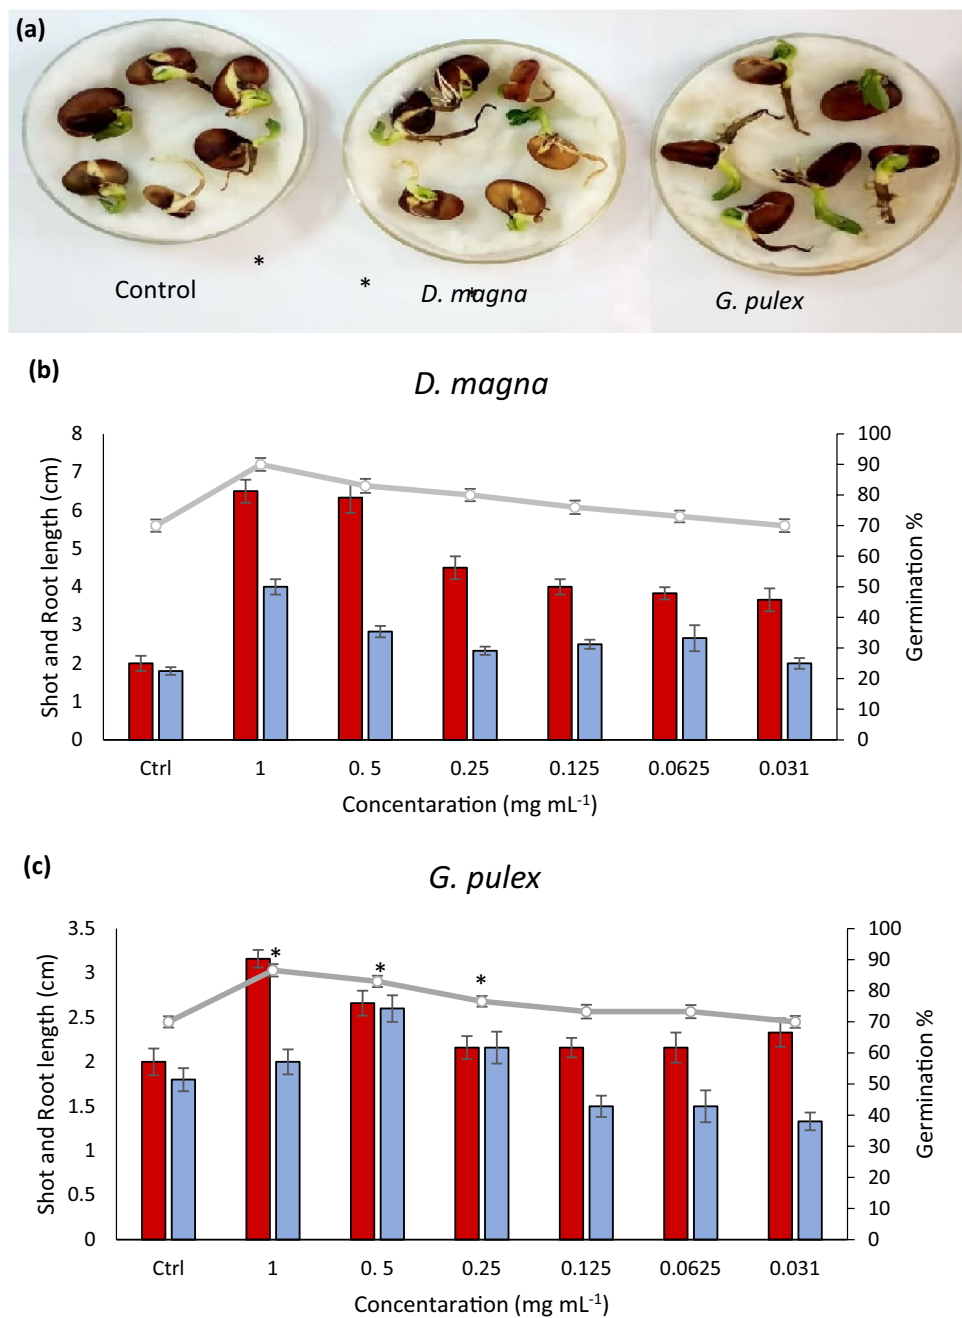 (a)
*
*
*
Control
D. magna
G. pulex
(b)
D. magna
Shot and Root length (cm)
8
7
6
5
4
3
2
1
0
100
90
80
70
60
50
40
30
20
10
0
Germination %
Ctrl 1 0. 5 0.25 0.125 0.0625 0.031
Concentaration (mg mL-1)
(c)
G. pulex
Shot and Root length (cm)
3.5
3
2.5
2
1.5
1
0.5
0
* * *
100
90
80
70
60
50
40
30
20
10
0
Germination %
Ctrl 1 0. 5 0.25 0.125 0.0625 0.031
Concentaration (mg mL-1)